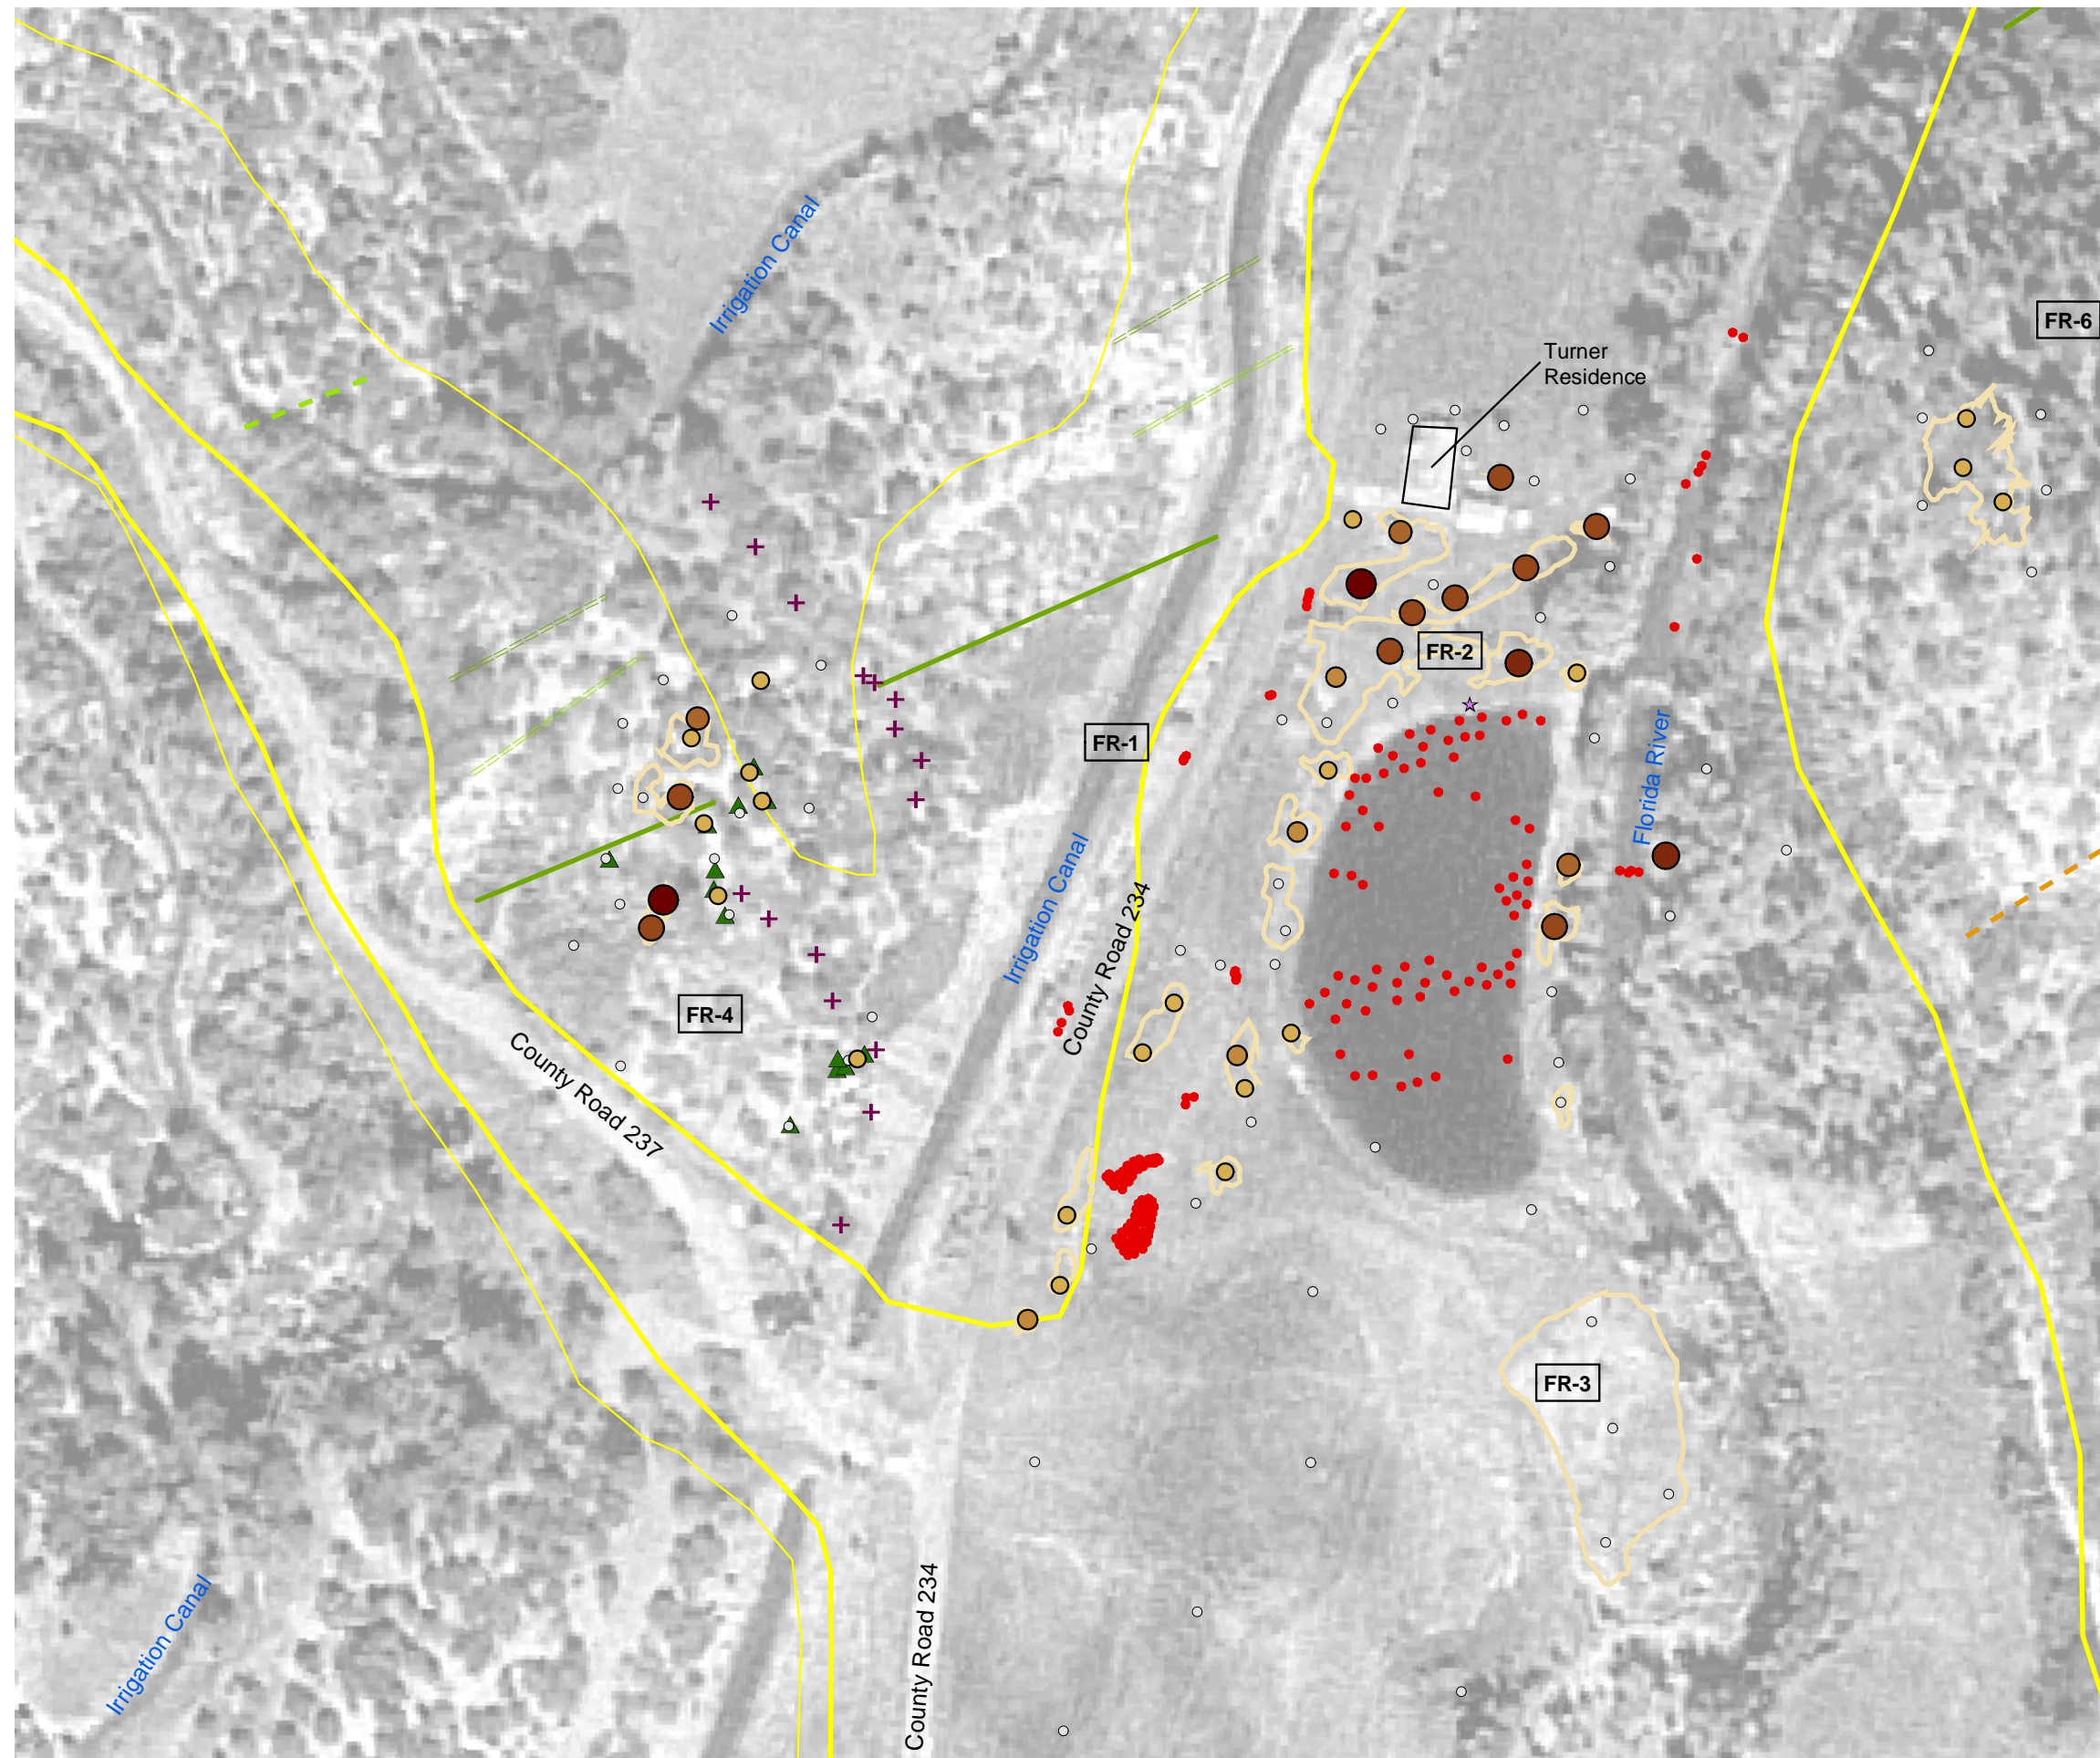 Irrigation Canal
FR-6
Turner
Residence
FR-2
FR-1
Florida River
Irrigation Canal
County Road 234
FR-4
County Road 237
FR-3
Irrigation Canal
County Road 234